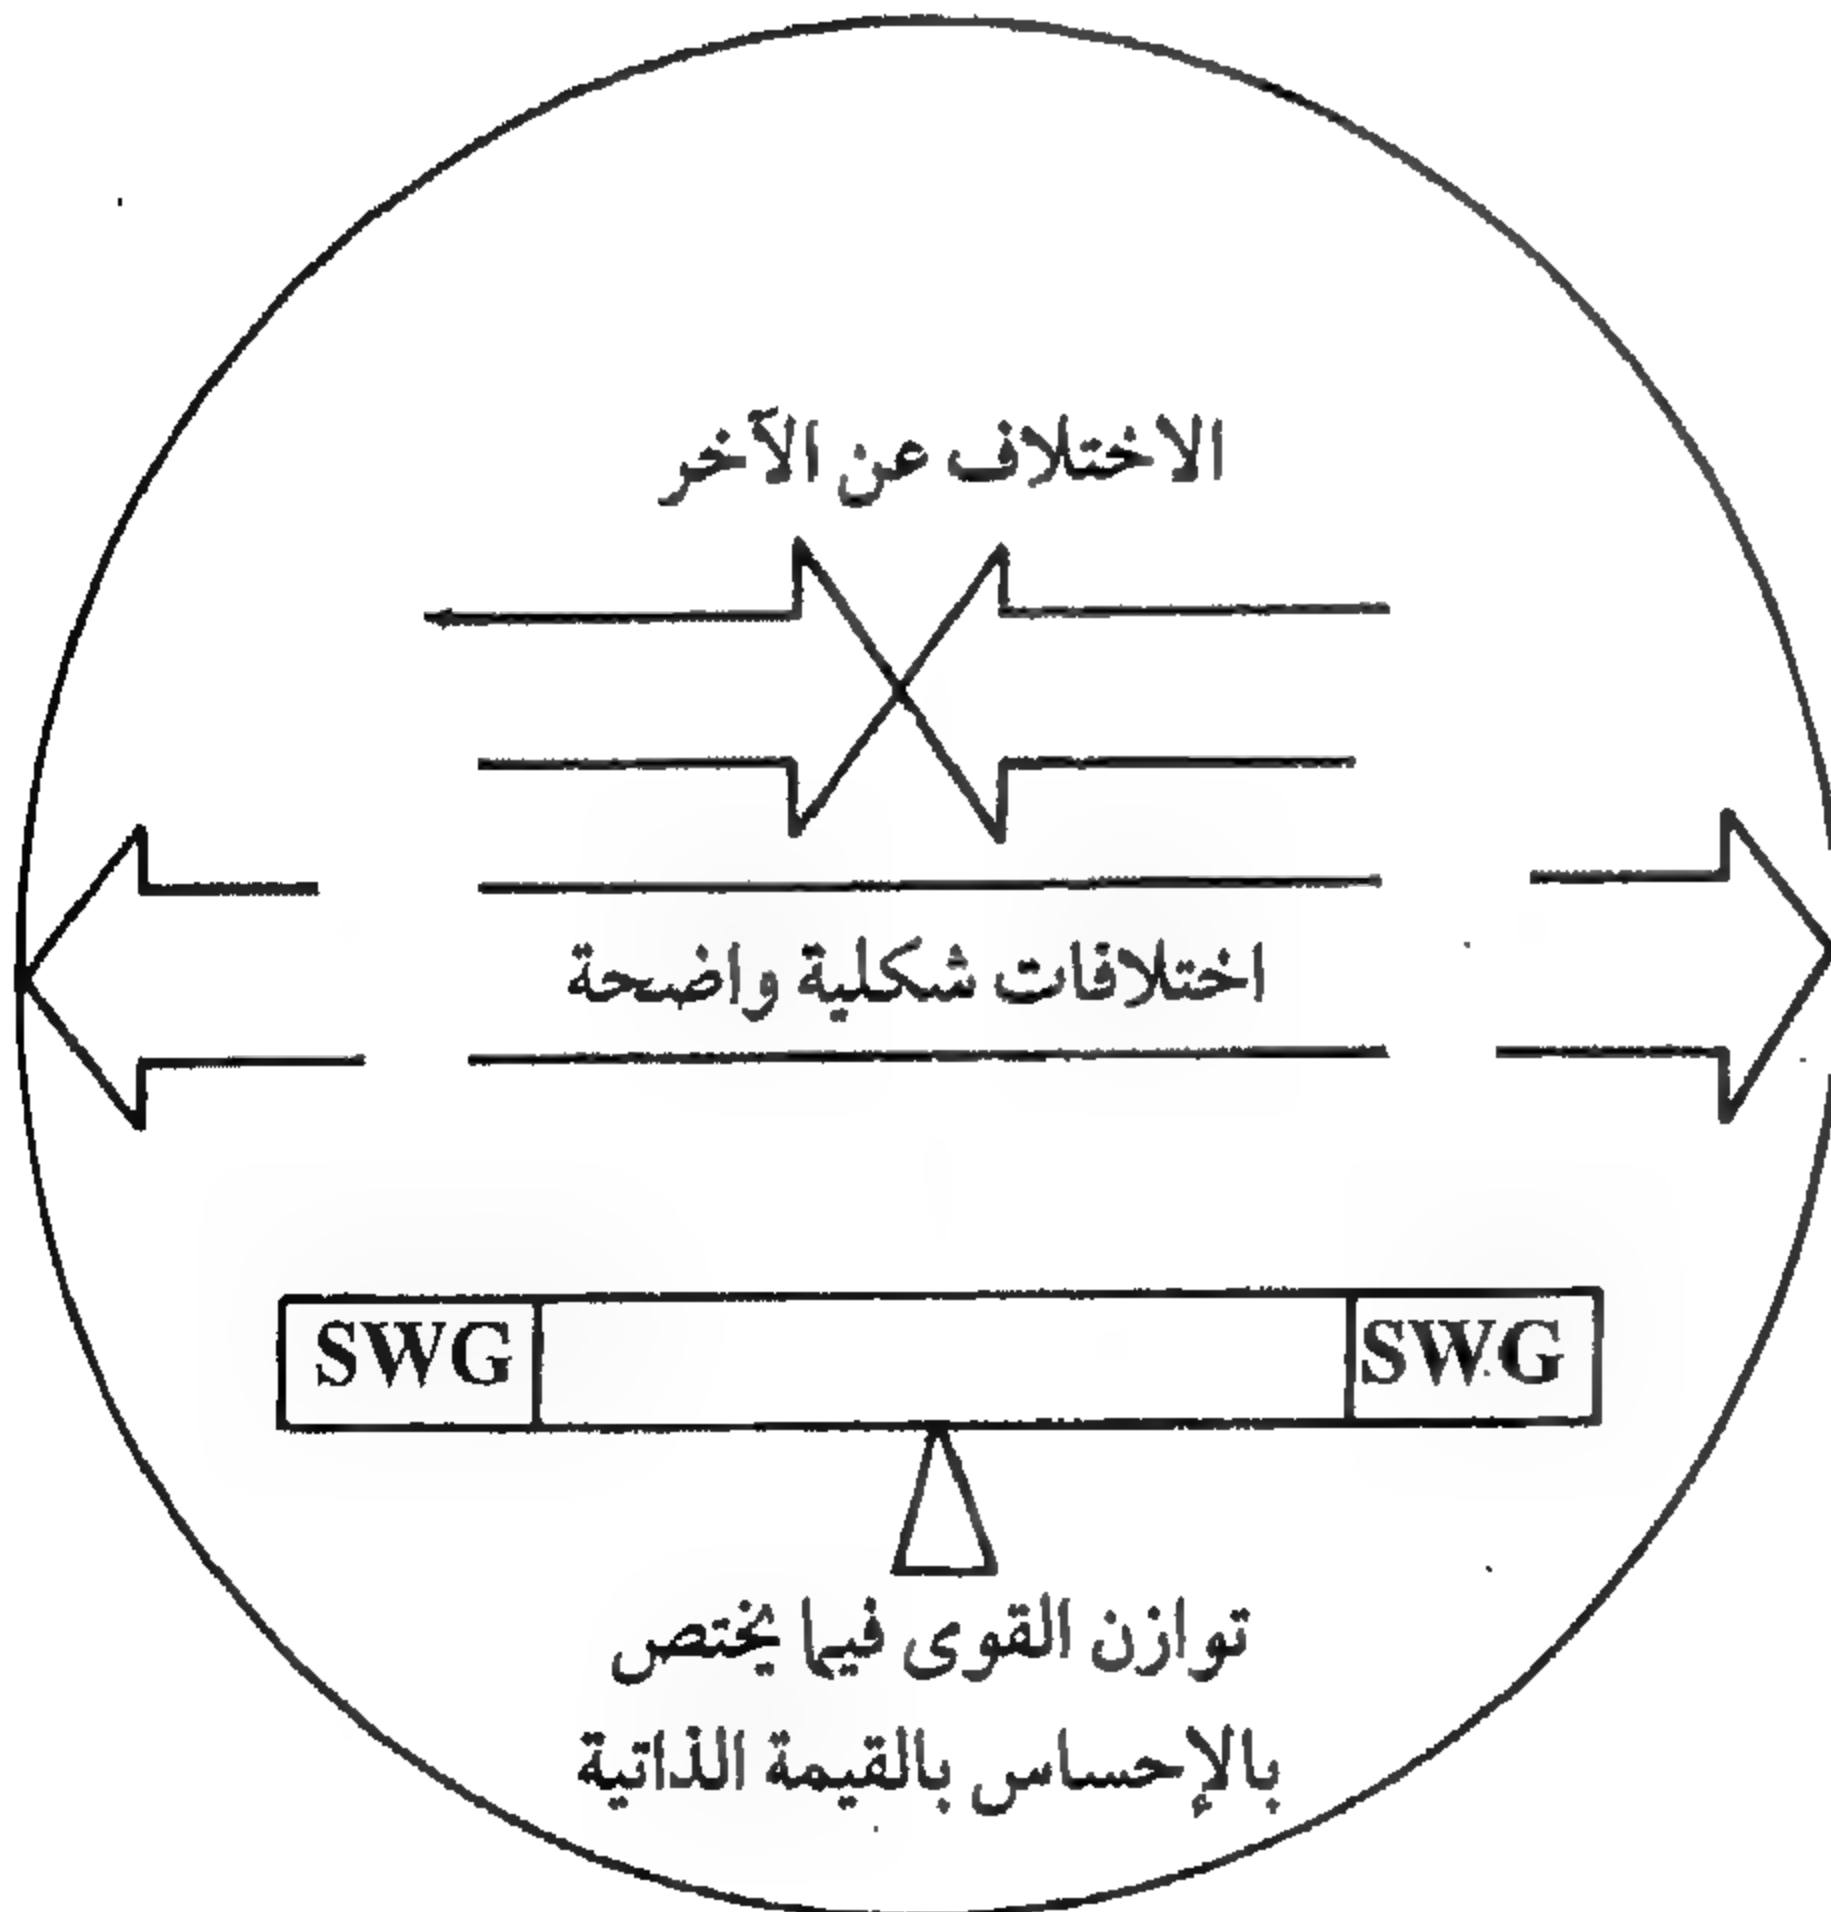 الاختلاف عن الآخر
اختلافات شكلية واضحة
SWG SWG
توازن القوى فيما يختص
بالإحساس بالقيمة الذاتية